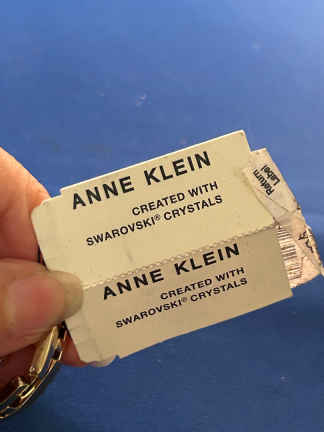 ANNE KLEIN
CREATED WITH
SWAROVSKI® CRYSTALS
ANNE KLEIN
CREATED WITH
SWAROVSKI® CRYSTALS
Return
Label